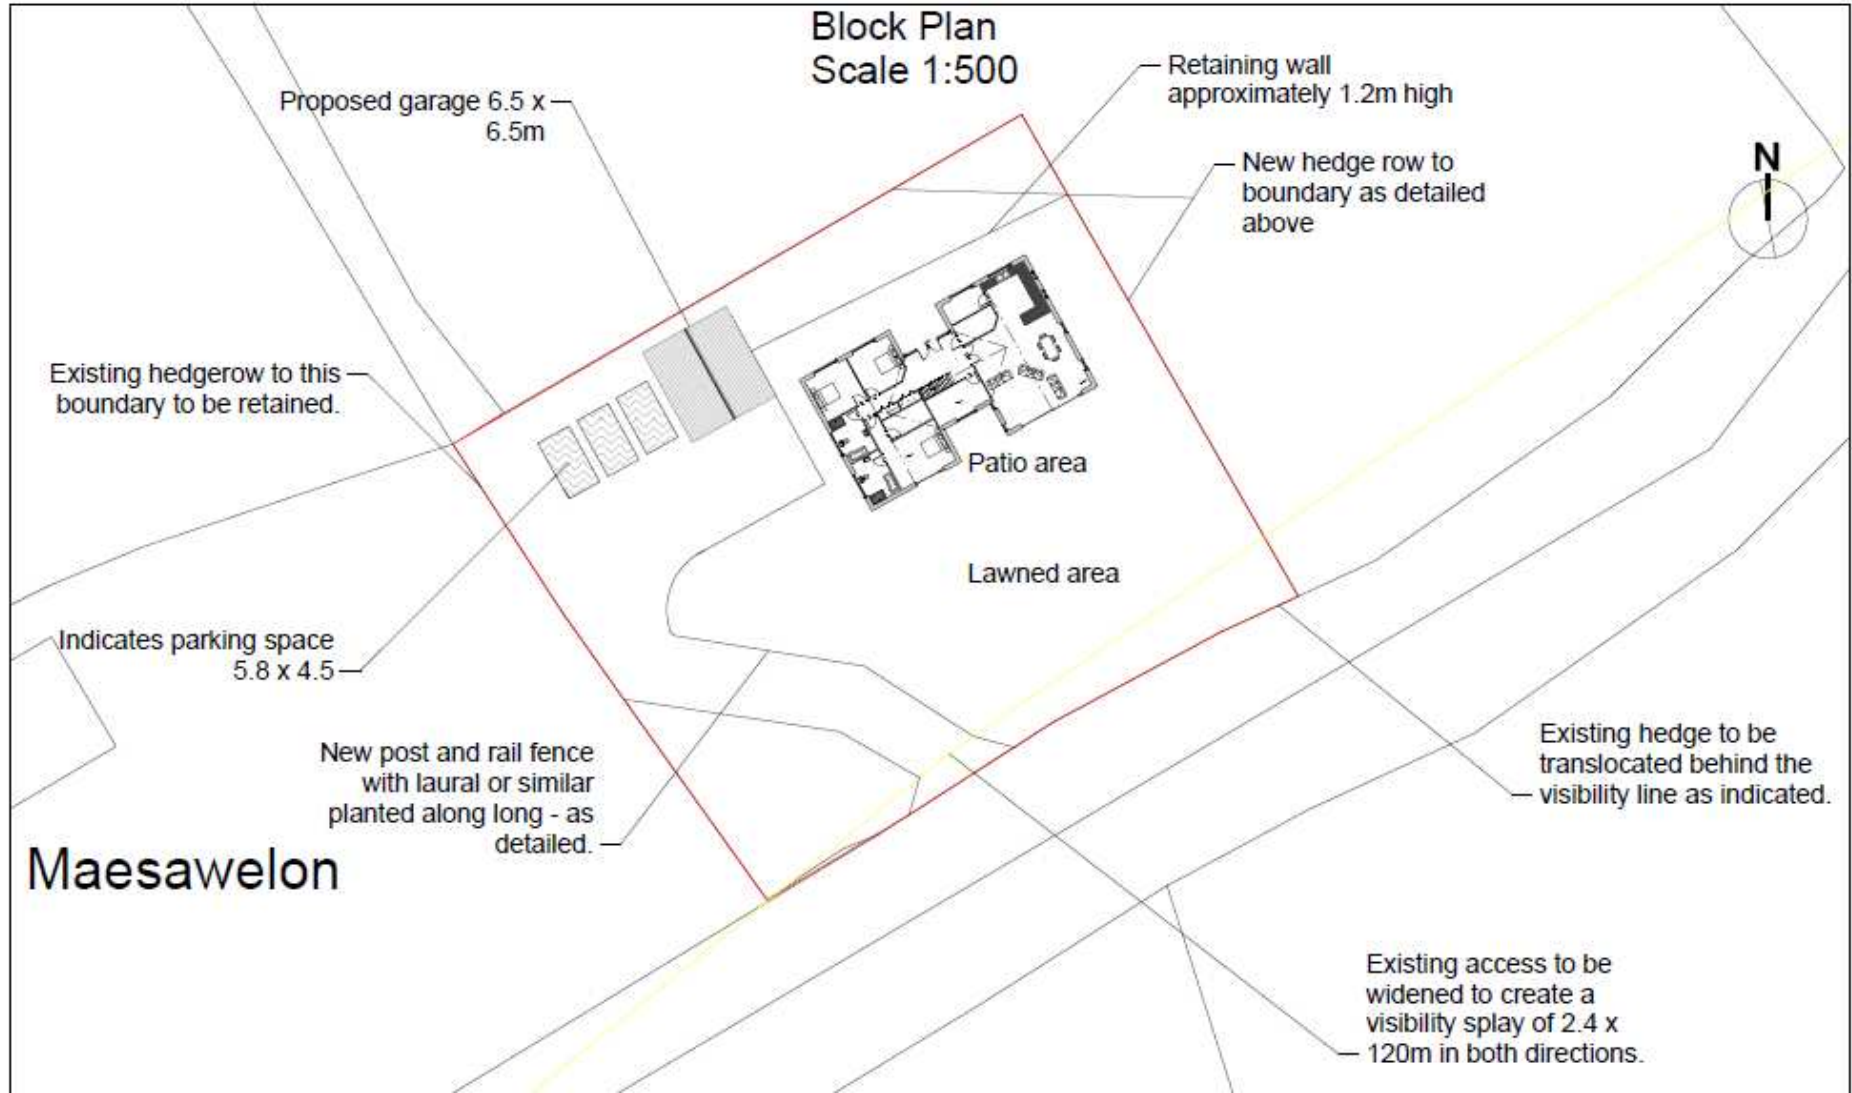 Block Plan
Scale 1:500
Retaining wall
approximately 1.2m high
Proposed garage 6.5 x
6.5m
New hedge row to
boundary as detailed
above
N
Existing hedgerow to this
boundary to be retained.
Patio area
Lawned area
Indicates parking space
5.8 x 4.5
New post and rail fence
with laural or similar
planted along long - as
detailed.
Existing hedge to be
translocated behind the
visibility line as indicated.
Maesawelon
Existing access to be
widened to create a
visibility splay of 2.4 x
120m in both directions.